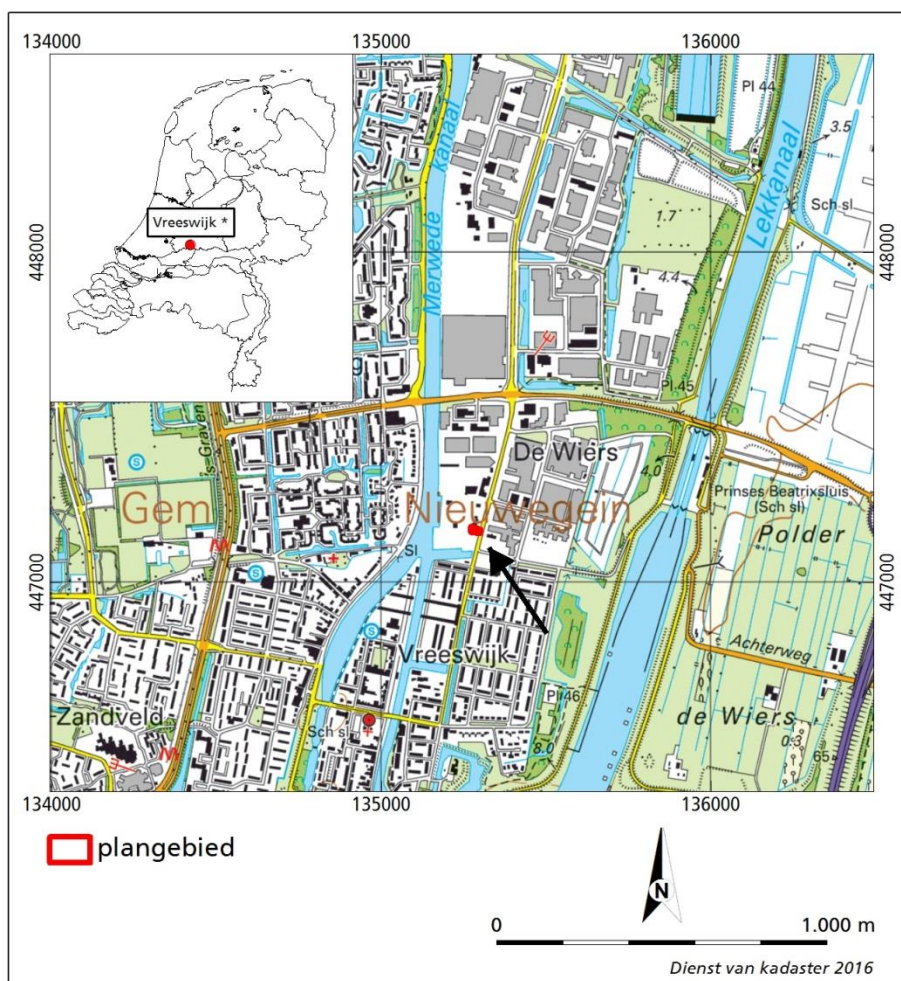 134000
135000
136000
Vreeswijk *
448000
448000
Merwede
kanaal
Lekkanaal
Pl 44
3.5
Sch sl
1.7
4.4
Pl 45
's-Graven
De Wiers
4.0
Prinses Beatrixsluis
(Sch sl)
Gem
Nieuwegein
Polder
Sl
447000
447000
Achterweg
Vreeswijk
Pl 46
Zandveld
Sch sl
8.0
de Wiers
0.3
65
134000
135000
136000
plangebied
N
0
1.000 m
Dienst van kadaster 2016